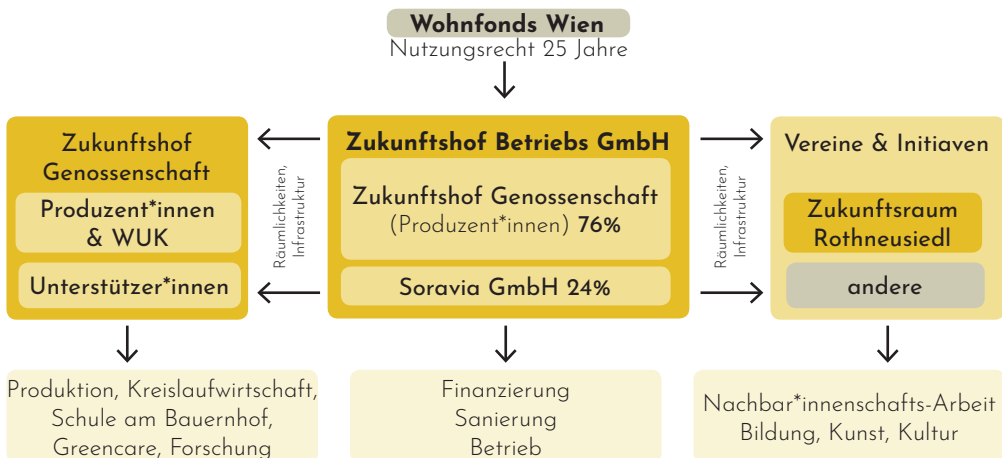 Wohnfonds Wien
Nutzungsrecht 25 Jahre
Zukunftshof
Genossenschaft
Produzent*innen
& WUK
Unterstützer*innen
Räumlichkeiten,
Infrastruktur
Zukunftshof Betriebs GmbH
Zukunftshof Genossenschaft
(Produzent*innen) 76%
Soravia GmbH 24%
Räumlichkeiten,
Infrastruktur
Vereine & Initiaven
Zukunftsraum
Rothneusiedl
andere
Produktion, Kreislaufwirtschaft,
Schule am Bauernhof,
Greencare, Forschung
Finanzierung
Sanierung
Betrieb
Nachbar*innenschafts-Arbeit
Bildung, Kunst, Kultur